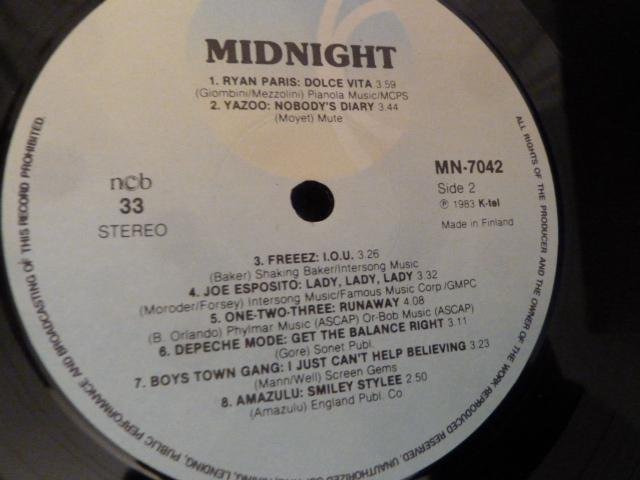 MIDNIGHT
1. RYAN PARIS: DOLCE VITA 3.59
(Giombini/Mezzolini) Pianola Music/MCPS
2. YAZOO: NOBODY'S DIARY 3.44
(Moyet) Mute
ncb
33
STEREO
MN-7042
Side 2
℗ 1983 K-tel
Made in Finland
3. FREEEZ: I.O.U. 3.26
(Baker) Shaking Baker/Intersong Music
4. JOE ESPOSITO: LADY, LADY, LADY 3.32
(Moroder/Forsey) Intersong Music/Famous Music Corp/GMPC
5. ONE-TWO-THREE: RUNAWAY 4.08
(B. Orlando) Phylmar Music (ASCAP) Or-Bob Music (ASCAP)
6. DEPECHE MODE: GET THE BALANCE RIGHT 3.11
(Gore) Sonet Publ.
7. BOYS TOWN GANG: I JUST CAN'T HELP BELIEVING 3.23
(Mann/Well) Screen Gems
8. AMAZULU: SMILEY STYLEE 2.50
(Amazulu) England Publ. Co
ALL RIGHTS OF THE PRODUCER AND THE OWNER OF THE WORK REPRODUCED RESERVED. UNAUTHORIZED
LENDING, PUBLIC PERFORMANCE AND BROADCASTING OF THIS RECORD PROHIBITED.